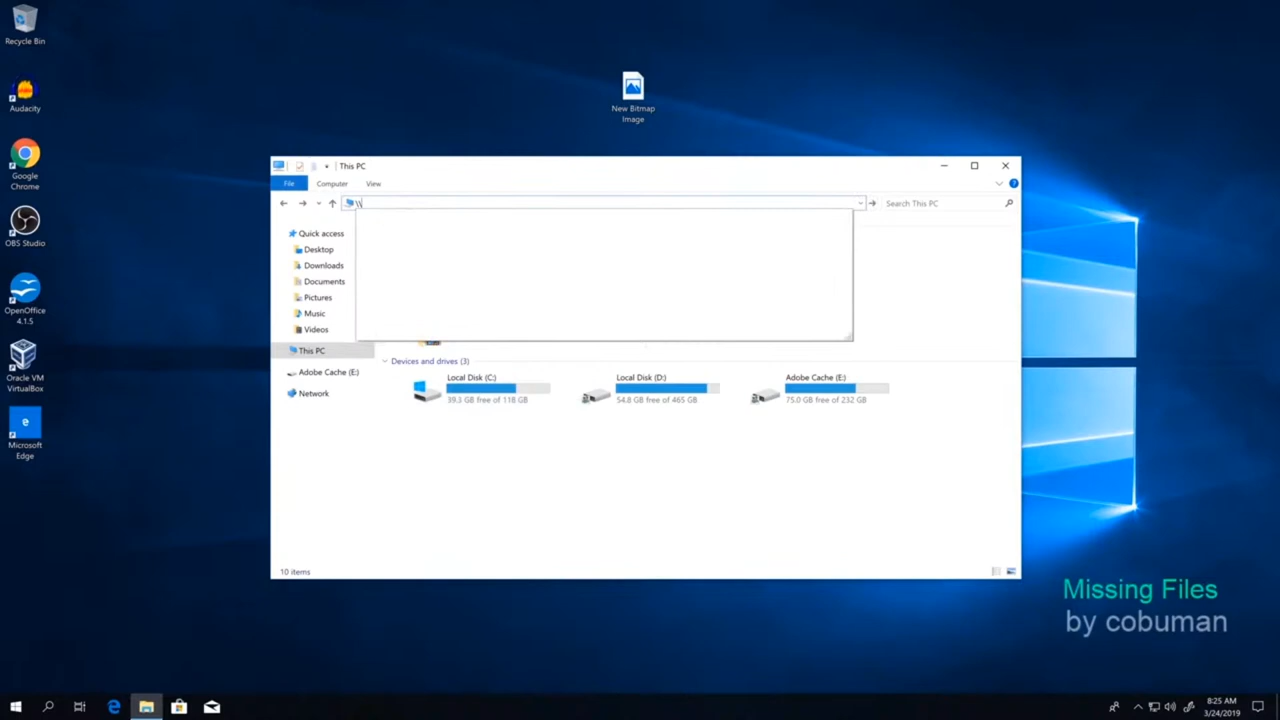 Recycle Bin
Audacity
Google
Chrome
OBS Studio
OpenOffice
4.1.5
Oracle VM
VirtualBox
Microsoft
Edge
New Bitmap
Image
This PC
File
Computer
View
\\
Search This PC
Quick access
Desktop
Downloads
Documents
Pictures
Music
Videos
This PC
Adobe Cache (E:)
Network
Devices and drives (3)
Local Disk (C:)
39.3 GB free of 118 GB
Local Disk (D:)
54.8 GB free of 465 GB
Adobe Cache (E:)
75.0 GB free of 232 GB
10 items
Missing Files
by cobuman
8:25 AM
3/24/2019